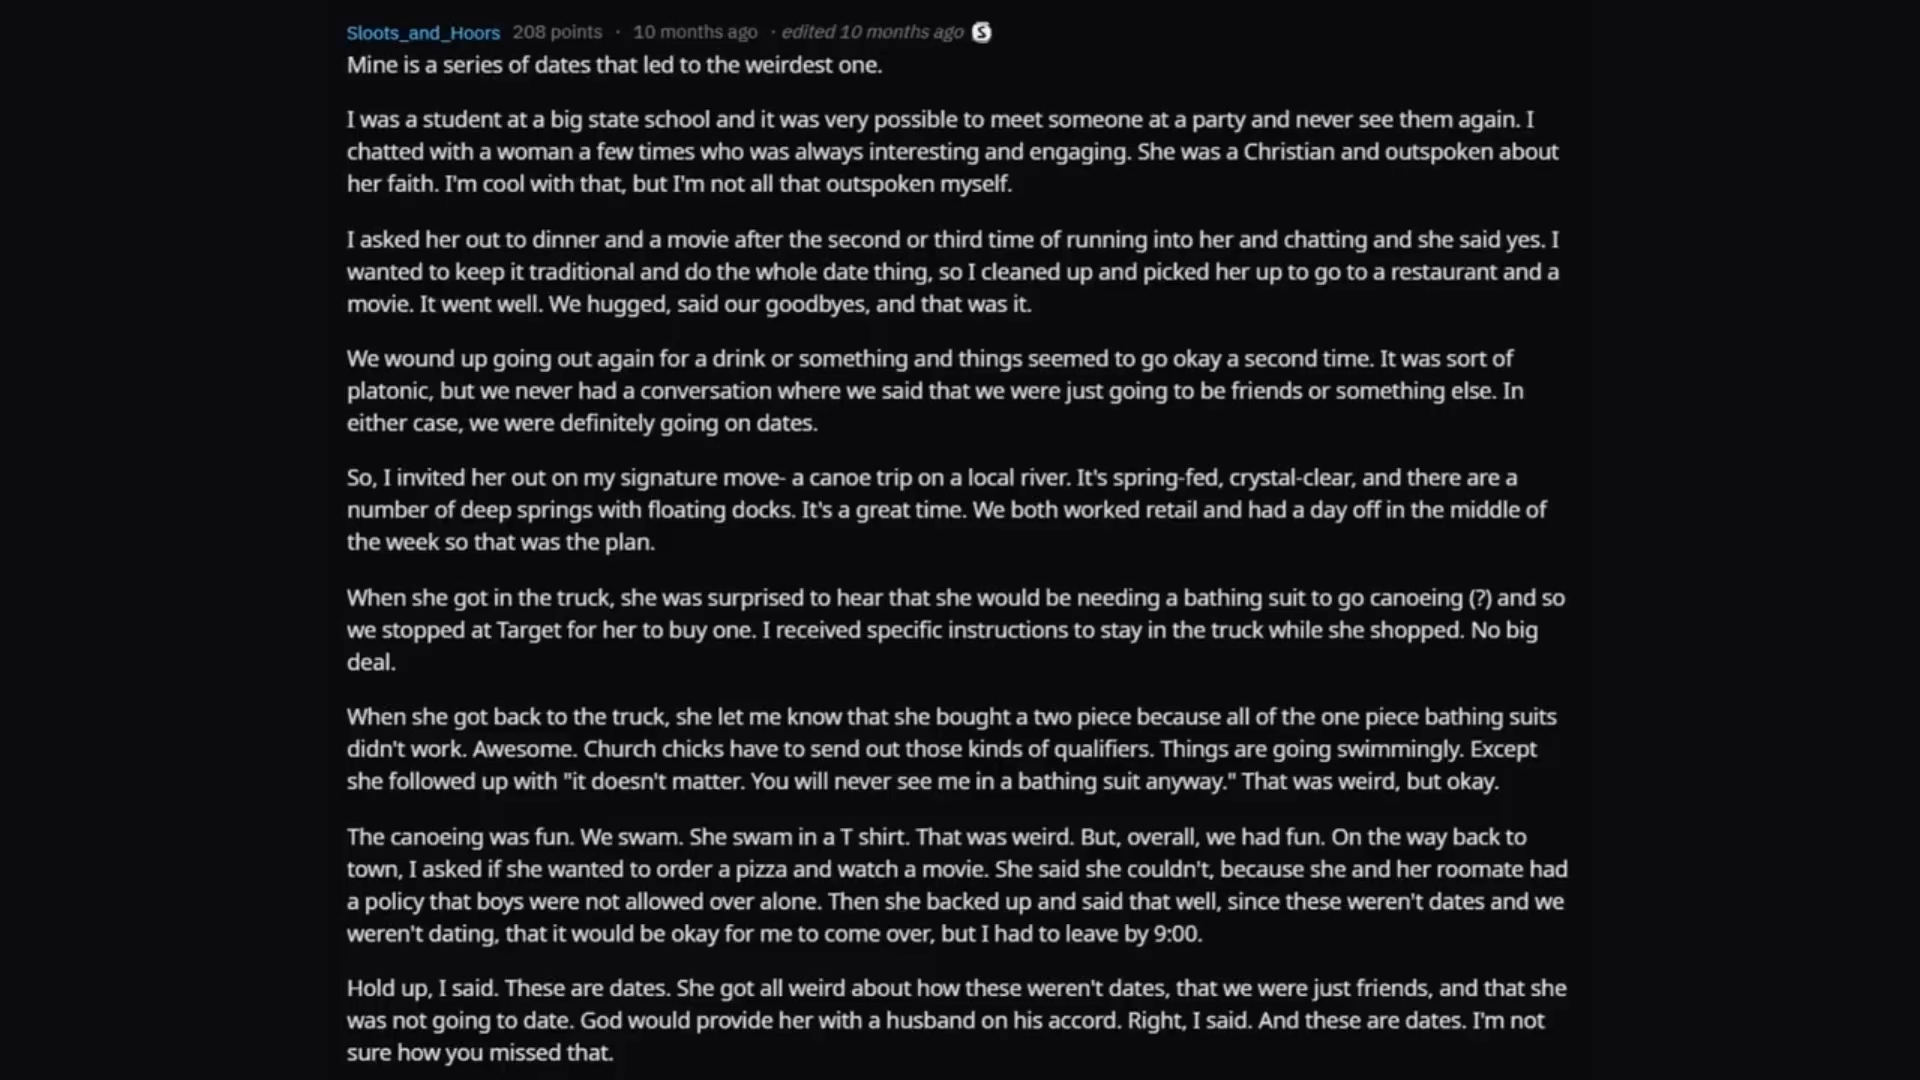 Sloots_and_Hoors 208 points · 10 months ago · edited 10 months ago S
Mine is a series of dates that led to the weirdest one.
I was a student at a big state school and it was very possible to meet someone at a party and never see them again. I
chatted with a woman a few times who was always interesting and engaging. She was a Christian and outspoken about
her faith. I'm cool with that, but I'm not all that outspoken myself.
I asked her out to dinner and a movie after the second or third time of running into her and chatting and she said yes. I
wanted to keep it traditional and do the whole date thing, so I cleaned up and picked her up to go to a restaurant and a
movie. It went well. We hugged, said our goodbyes, and that was it.
We wound up going out again for a drink or something and things seemed to go okay a second time. It was sort of
platonic, but we never had a conversation where we said that we were just going to be friends or something else. In
either case, we were definitely going on dates.
So, I invited her out on my signature move- a canoe trip on a local river. It's spring-fed, crystal-clear, and there are a
number of deep springs with floating docks. It's a great time. We both worked retail and had a day off in the middle of
the week so that was the plan.
When she got in the truck, she was surprised to hear that she would be needing a bathing suit to go canoeing (?) and so
we stopped at Target for her to buy one. I received specific instructions to stay in the truck while she shopped. No big
deal.
When she got back to the truck, she let me know that she bought a two piece because all of the one piece bathing suits
didn't work. Awesome. Church chicks have to send out those kinds of qualifiers. Things are going swimmingly. Except
she followed up with "it doesn't matter. You will never see me in a bathing suit anyway." That was weird, but okay.
The canoeing was fun. We swam. She swam in a T shirt. That was weird. But, overall, we had fun. On the way back to
town, I asked if she wanted to order a pizza and watch a movie. She said she couldn't, because she and her roomate had
a policy that boys were not allowed over alone. Then she backed up and said that well, since these weren't dates and we
weren't dating, that it would be okay for me to come over, but I had to leave by 9:00.
Hold up, I said. These are dates. She got all weird about how these weren't dates, that we were just friends, and that she
was not going to date. God would provide her with a husband on his accord. Right, I said. And these are dates. I'm not
sure how you missed that.